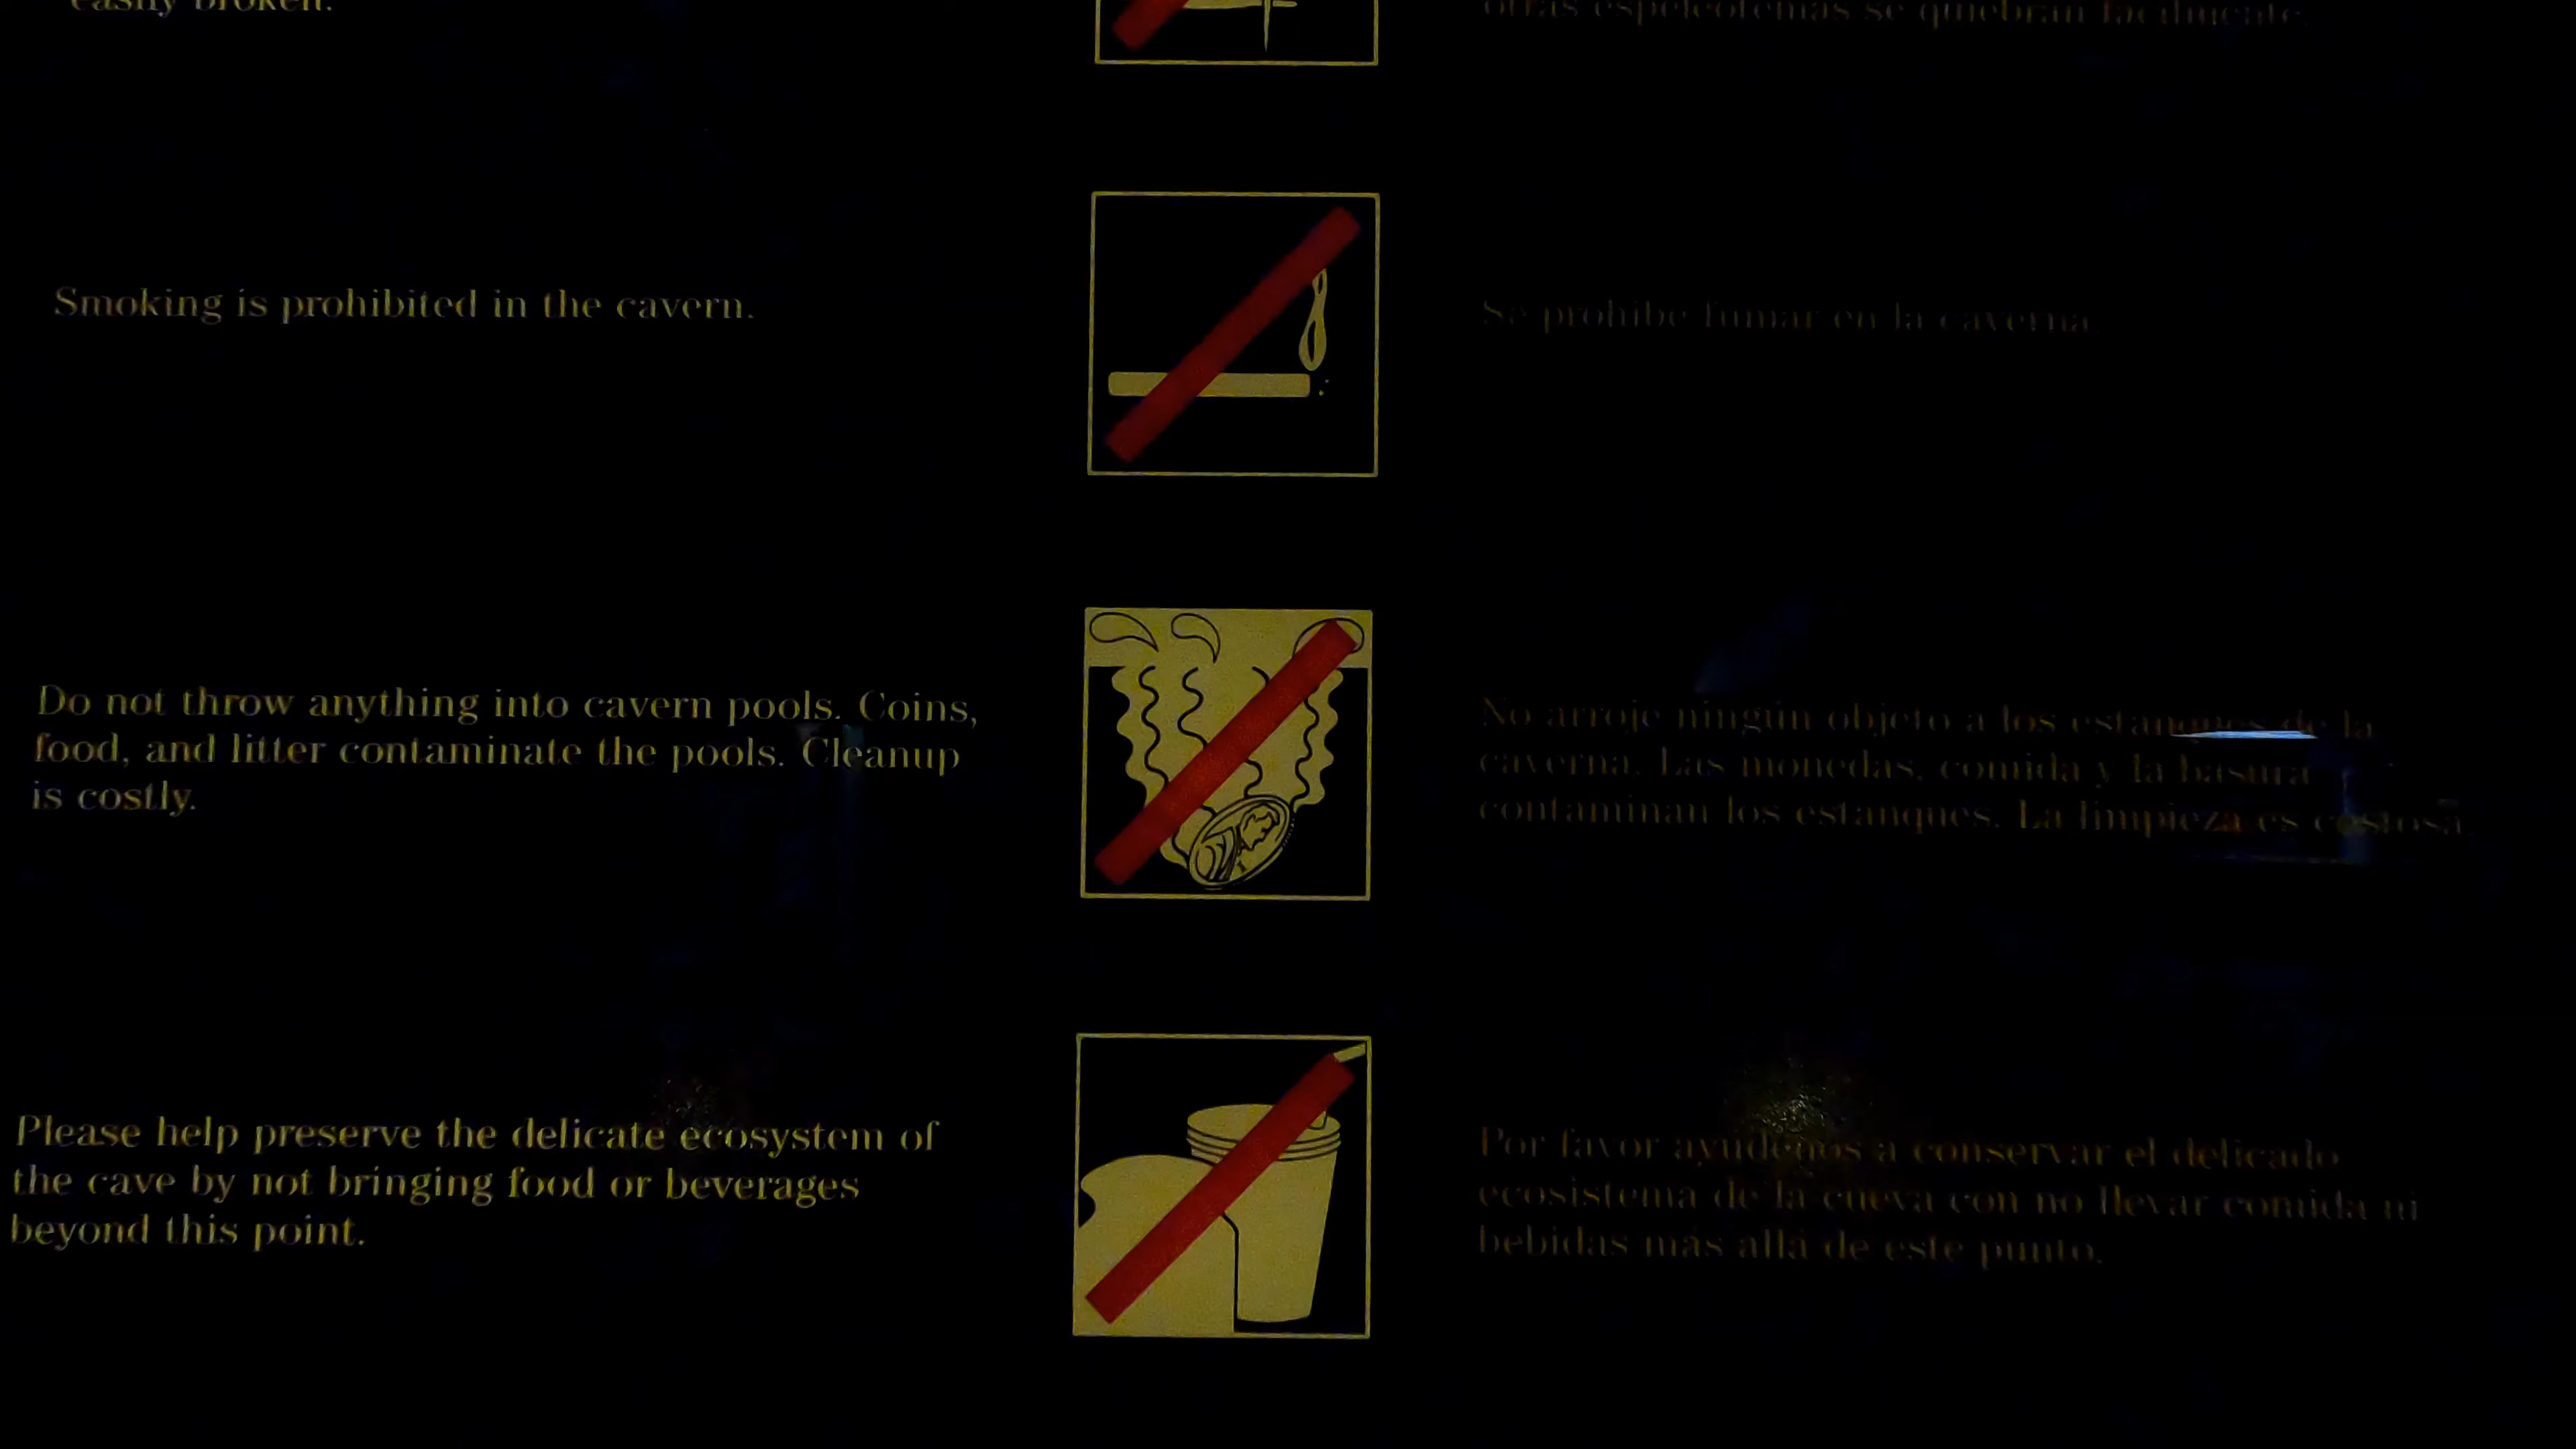 easily broken.
otras espeleotemas se quiebran fácilmente
Smoking is prohibited in the cavern.
Se prohibe fumar en la caverna
Do not throw anything into cavern pools. Coins,
food, and litter contaminate the pools. Cleanup
is costly.
No arroje ningún objeto a los estanques de la
caverna. Las monedas, comida y la basura
contaminan los estanques. La limpieza es costosa.
Please help preserve the delicate ecosystem of
the cave by not bringing food or beverages
beyond this point.
Por favor ayúdenos a conservar el delicado
ecosistema de la cueva con no llevar comida ni
bebidas más allá de este punto.